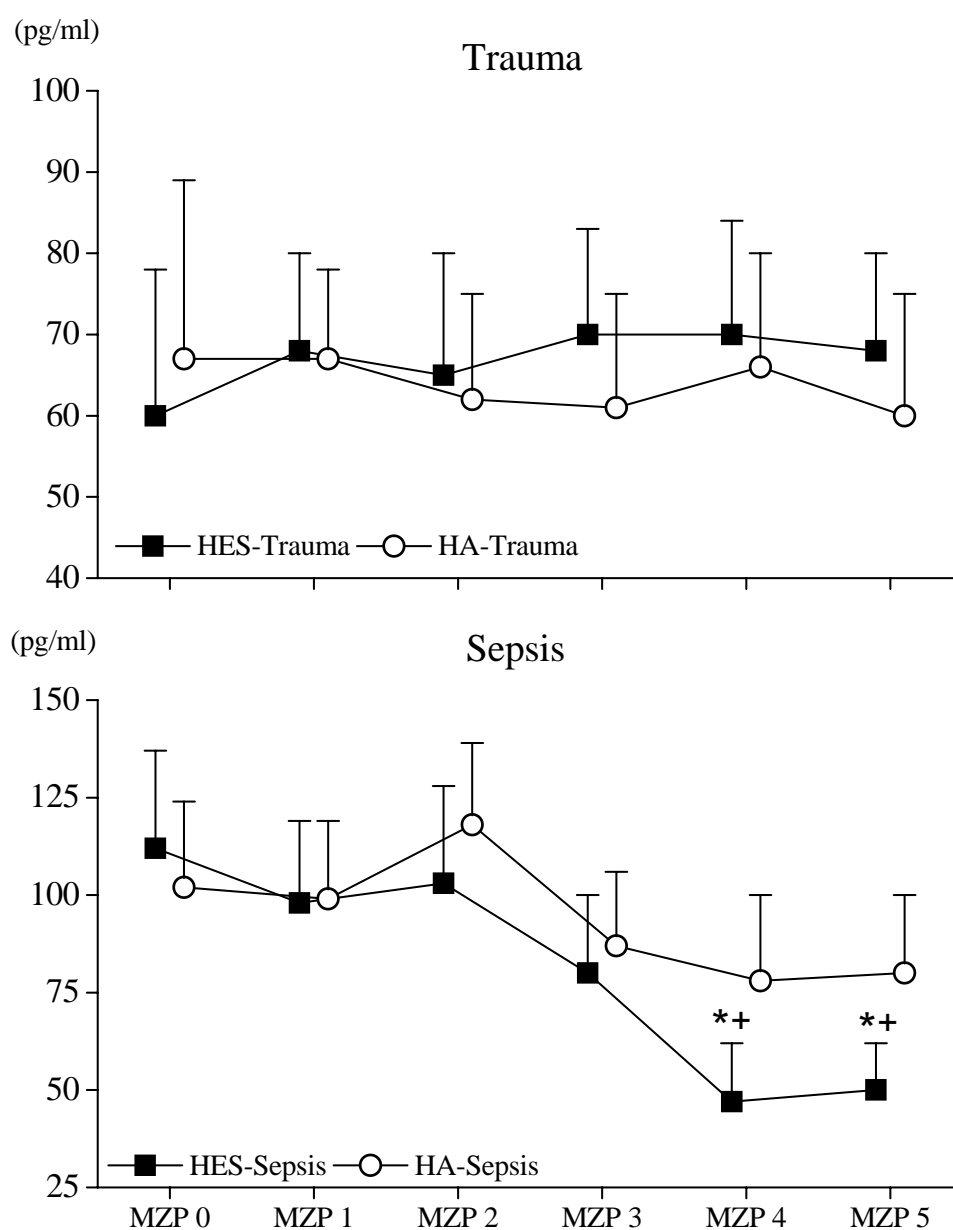 (pg/ml)
Trauma
100
90
80
70
60
50
HES-Trauma HA-Trauma
40
(pg/ml)
Sepsis
150
125
100
75
*+ *+
50
HES-Sepsis HA-Sepsis
25
MZP 0 MZP 1 MZP 2 MZP 3 MZP 4 MZP 5